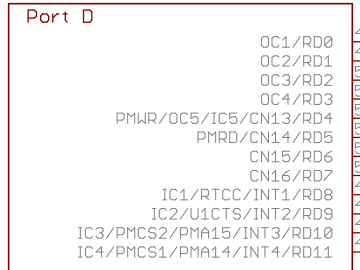 Port D
OC1/RD0
OC2/RD1
OC3/RD2
OC4/RD3
PMWR/OC5/IC5/CN13/RD4
PMRD/CN14/RD5
CN15/RD6
CN16/RD7
IC1/RTCC/INT1/RD8
IC2/U1CTS/INT2/RD9
IC3/PMCS2/PMA15/INT3/RD10
IC4/PMCS1/PMA14/INT4/RD11